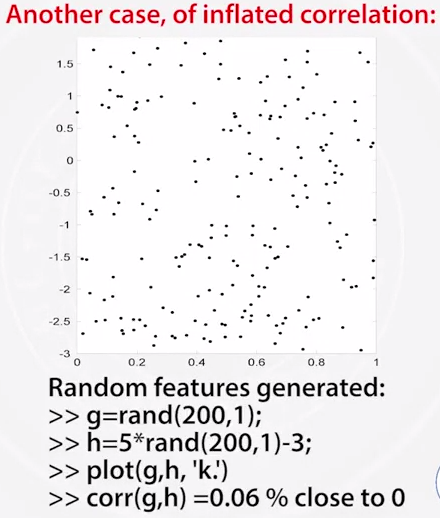 Another case, of inflated correlation:
1.5
1
0.5
0
-0.5
-1
-1.5
-2
-2.5
-3
0 0.2 0.4 0.6 0.8 1
Random features generated:
>> g=rand(200,1);
>> h=5*rand(200,1)-3;
>> plot(g,h, 'k.')
>> corr(g,h) =0.06 % close to 0